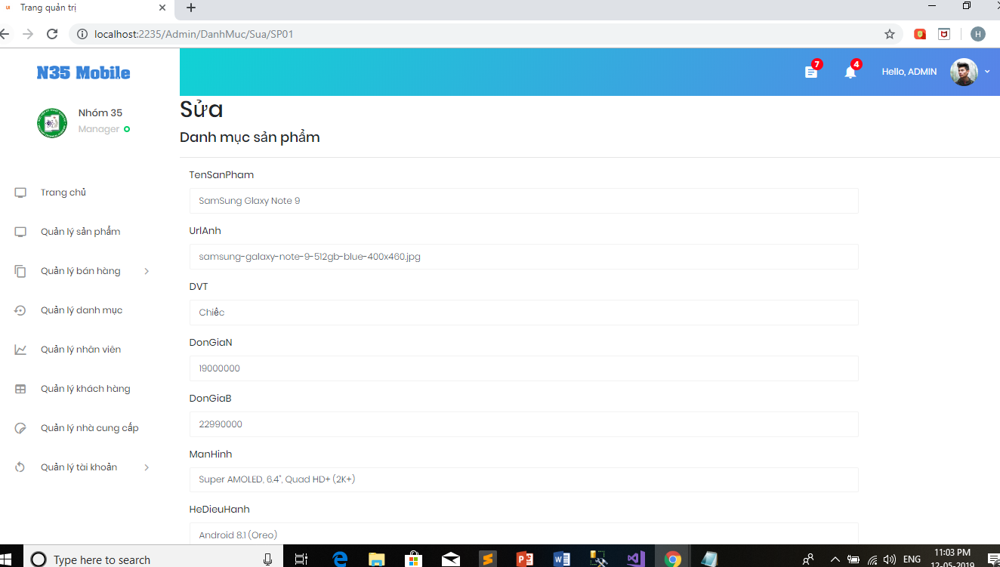 Trang quản trị
localhost:2235/Admin/DanhMuc/Sua/SP01
H
N35 Mobile
7
4
Hello, ADMIN
Nhóm 35
Manager
Trang chủ
Quản lý sản phẩm
Quản lý bán hàng
Quản lý danh mục
Quản lý nhân viên
Quản lý khách hàng
Quản lý nhà cung cấp
Quản lý tài khoản
Sửa
Danh mục sản phẩm
TenSanPham
SamSung Glaxy Note 9
UrlAnh
samsung-galaxy-note-9-512gb-blue-400x460.jpg
DVT
Chiếc
DonGiaN
19000000
DonGiaB
22990000
ManHinh
Super AMOLED, 6.4", Quad HD+ (2K+)
HeDieuHanh
Android 8.1 (Oreo)
Type here to search
ENG
11:03 PM
12-05-2019